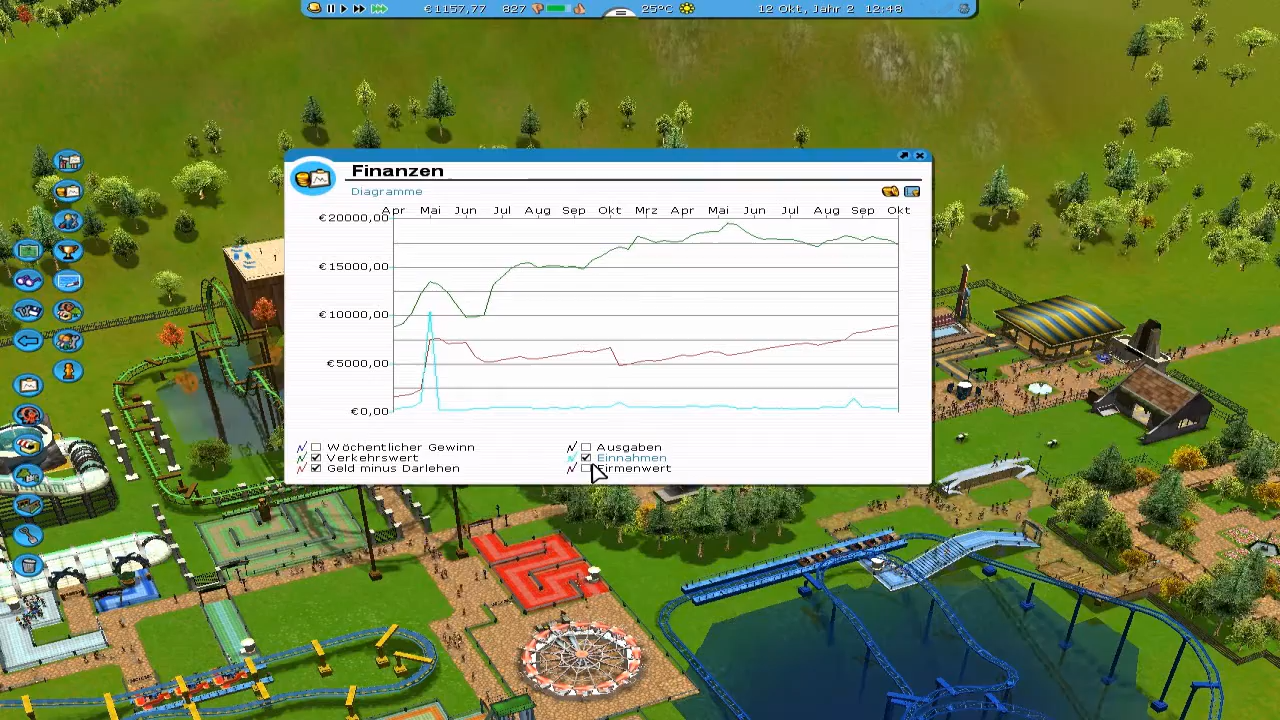 €1157,77 827 25°C 12 Okt, Jahr 2 12:48
Finanzen
Diagramme
Apr Mai Jun Jul Aug Sep Okt Mrz Apr Mai Jun Jul Aug Sep Okt
€20000,00
€15000,00
€10000,00
€5000,00
€0,00
Wöchentlicher Gewinn Ausgaben
Verkehrswert Einnahmen
Geld minus Darlehen Firmenwert